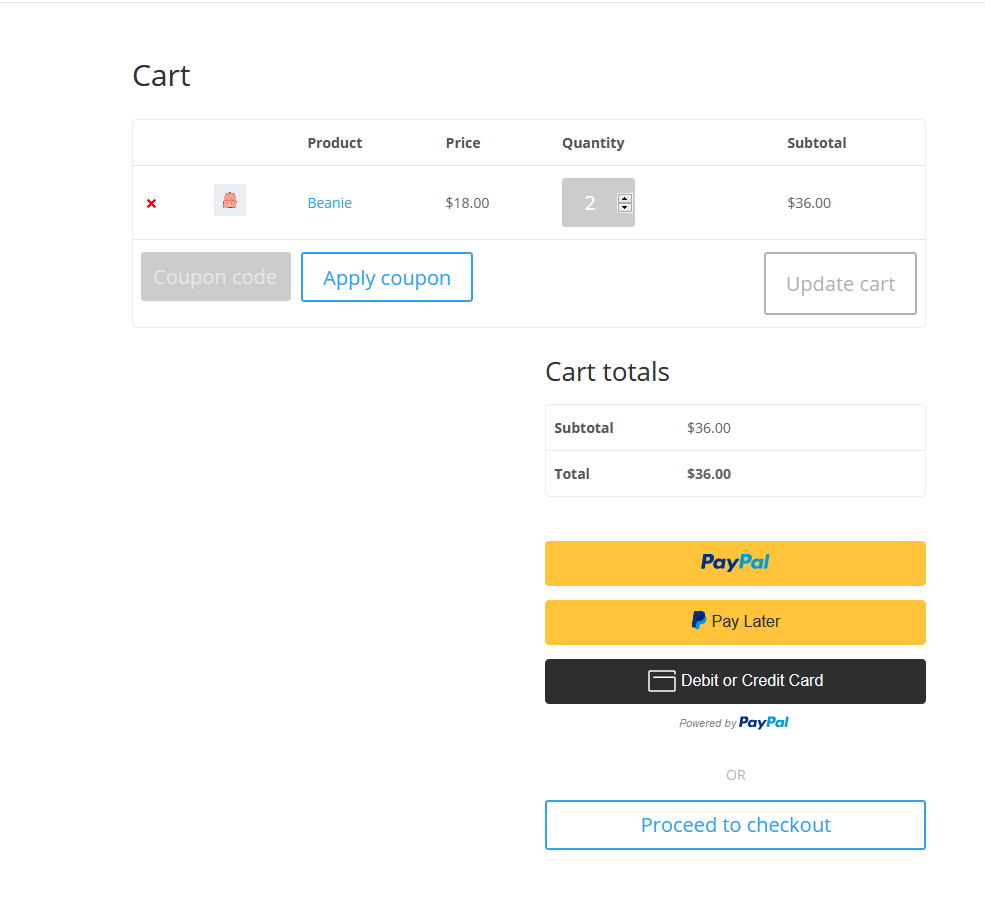 Cart
Product Price Quantity Subtotal
× Beanie $18.00 2 $36.00
Coupon code Apply coupon Update cart
Cart totals
Subtotal $36.00
Total $36.00
PayPal
Pay Later
Debit or Credit Card
Powered by PayPal
OR
Proceed to checkout